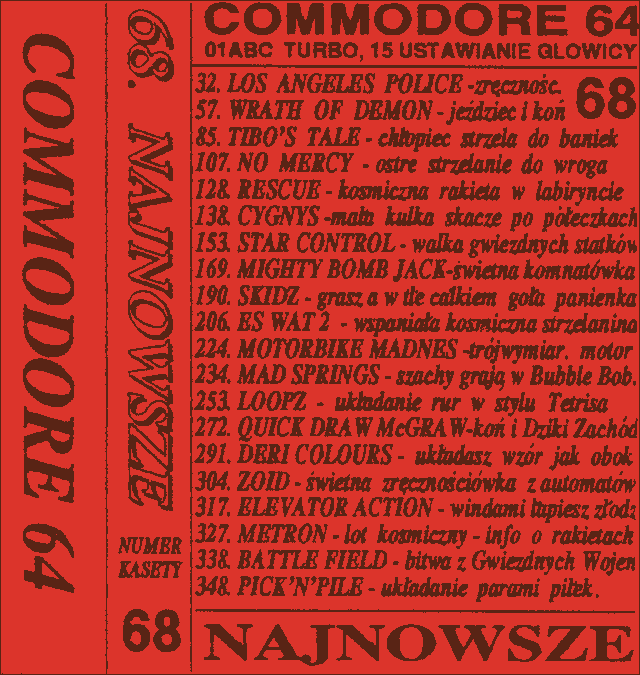 COMMODORE 64
68. NAJNOWSZE
NUMER
KASETY
68
COMMODORE 64
01ABC TURBO, 15 USTAWIANIE GLOWICY
68
32. LOS ANGELES POLICE -zręcznośc.
57. WRATH OF DEMON - jeździec i koń
85. TIBO'S TALE - chłopiec strzela do baniek
107. NO MERCY - ostre strzelanie do wroga
128. RESCUE - kosmiczna rakieta w labiryncie
138. CYGNYS -mała kulka skacze po półeczkach
153. STAR CONTROL - walka gwiezdnych statków
169. MIGHTY BOMB JACK-świetna komnatówka
190. SKIDZ - grasz a w tle całkiem goła panienka
206. ES WAT 2 - wspaniała kosmiczna strzelanina
224. MOTORBIKE MADNES -trójwymiar. motor
234. MAD SPRINGS - szachy grają w Bubble Bob.
253. LOOPZ - układanie rur w stylu Tetrisa
272. QUICK DRAW McGRAW-koń i Dziki Zachód
291. DERI COLOURS - układasz wzór jak obok
304. ZOID - świetna zręcznościówka z automatów
317. ELEVATOR ACTION - windami łapiesz złodz
327. METRON - lot kosmiczny - info o rakietach
338. BATTLE FIELD - bitwa z Gwiezdnych Wojen
348. PICK'N'PILE - układanie parami piłek.
NAJNOWSZE